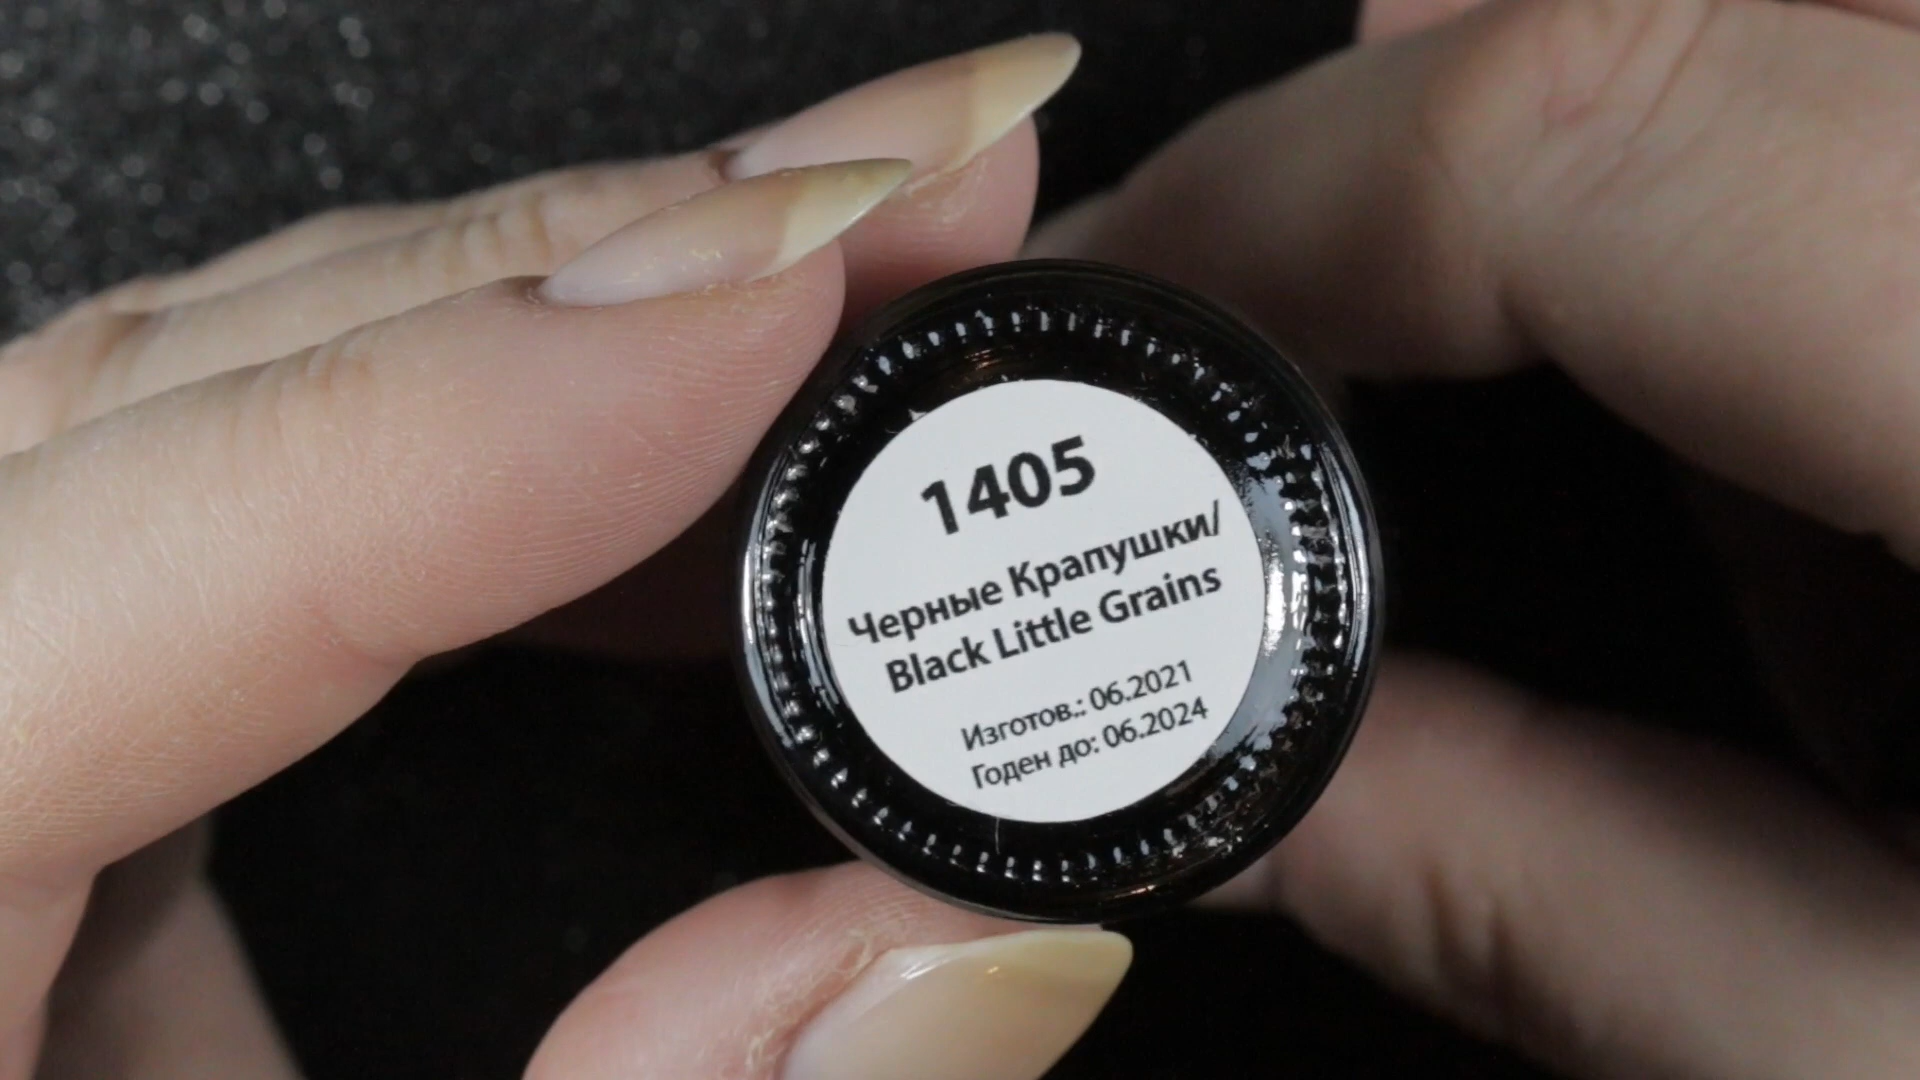 1405
Черные Крапушки/
Black Little Grains
Изготов.: 06.2021
Годен до: 06.2024